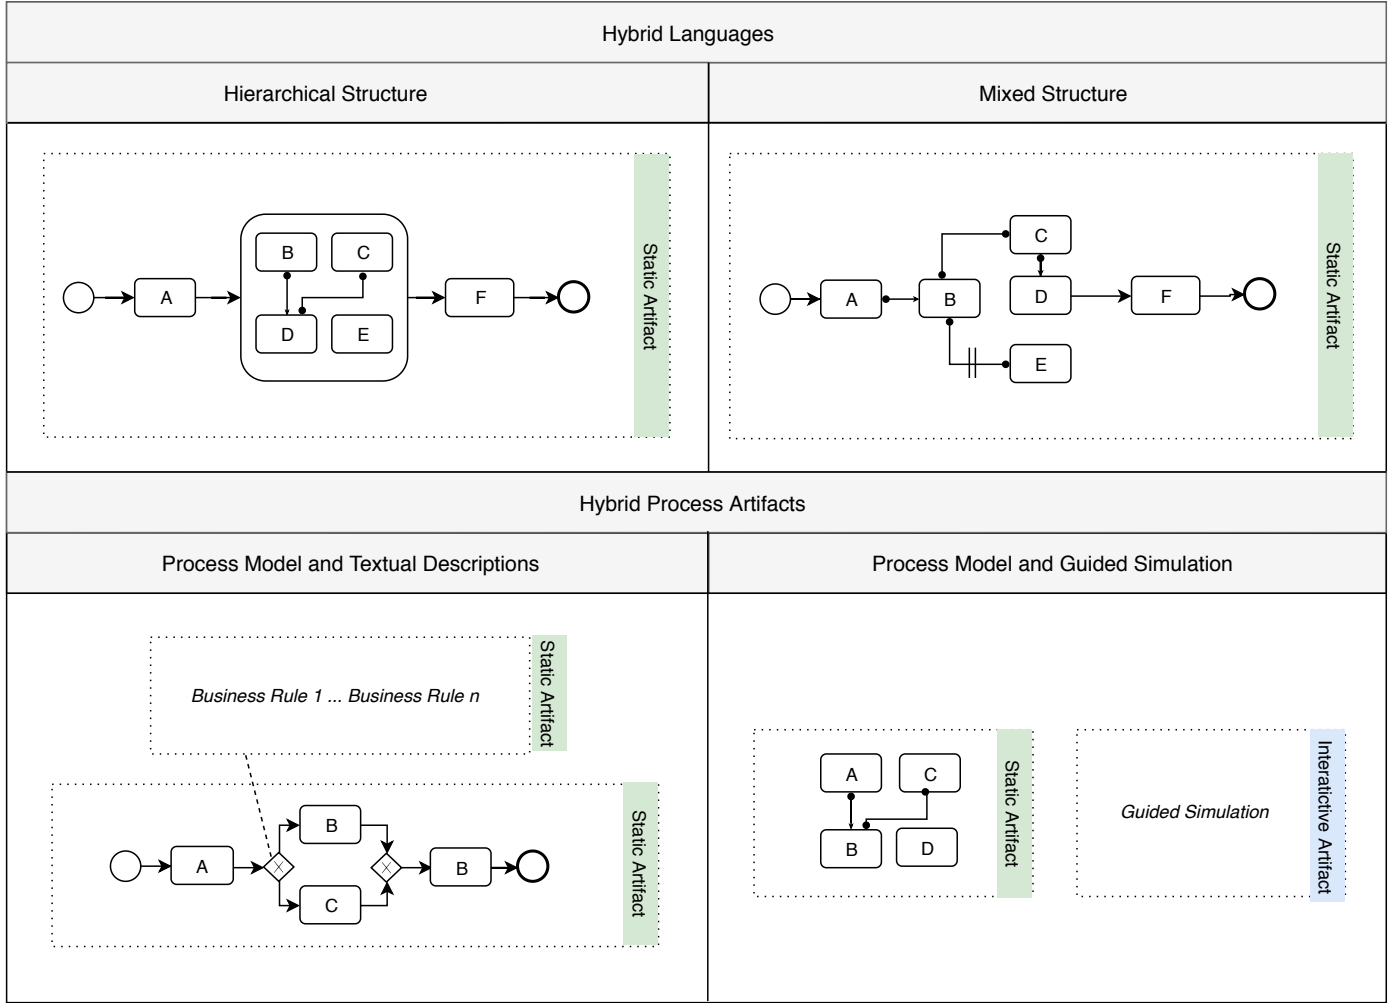 Hybrid Languages
Hierarchical Structure
Mixed Structure
A
B
C
D
E
F
Static Artifact
A
B
C
D
E
F
Static Artifact
Hybrid Process Artifacts
Process Model and Textual Descriptions
Process Model and Guided Simulation
Business Rule 1 ... Business Rule n
Static Artifact
A
X
B
C
X
B
Static Artifact
A
C
B
D
Static Artifact
Guided Simulation
Interatictive Artifact